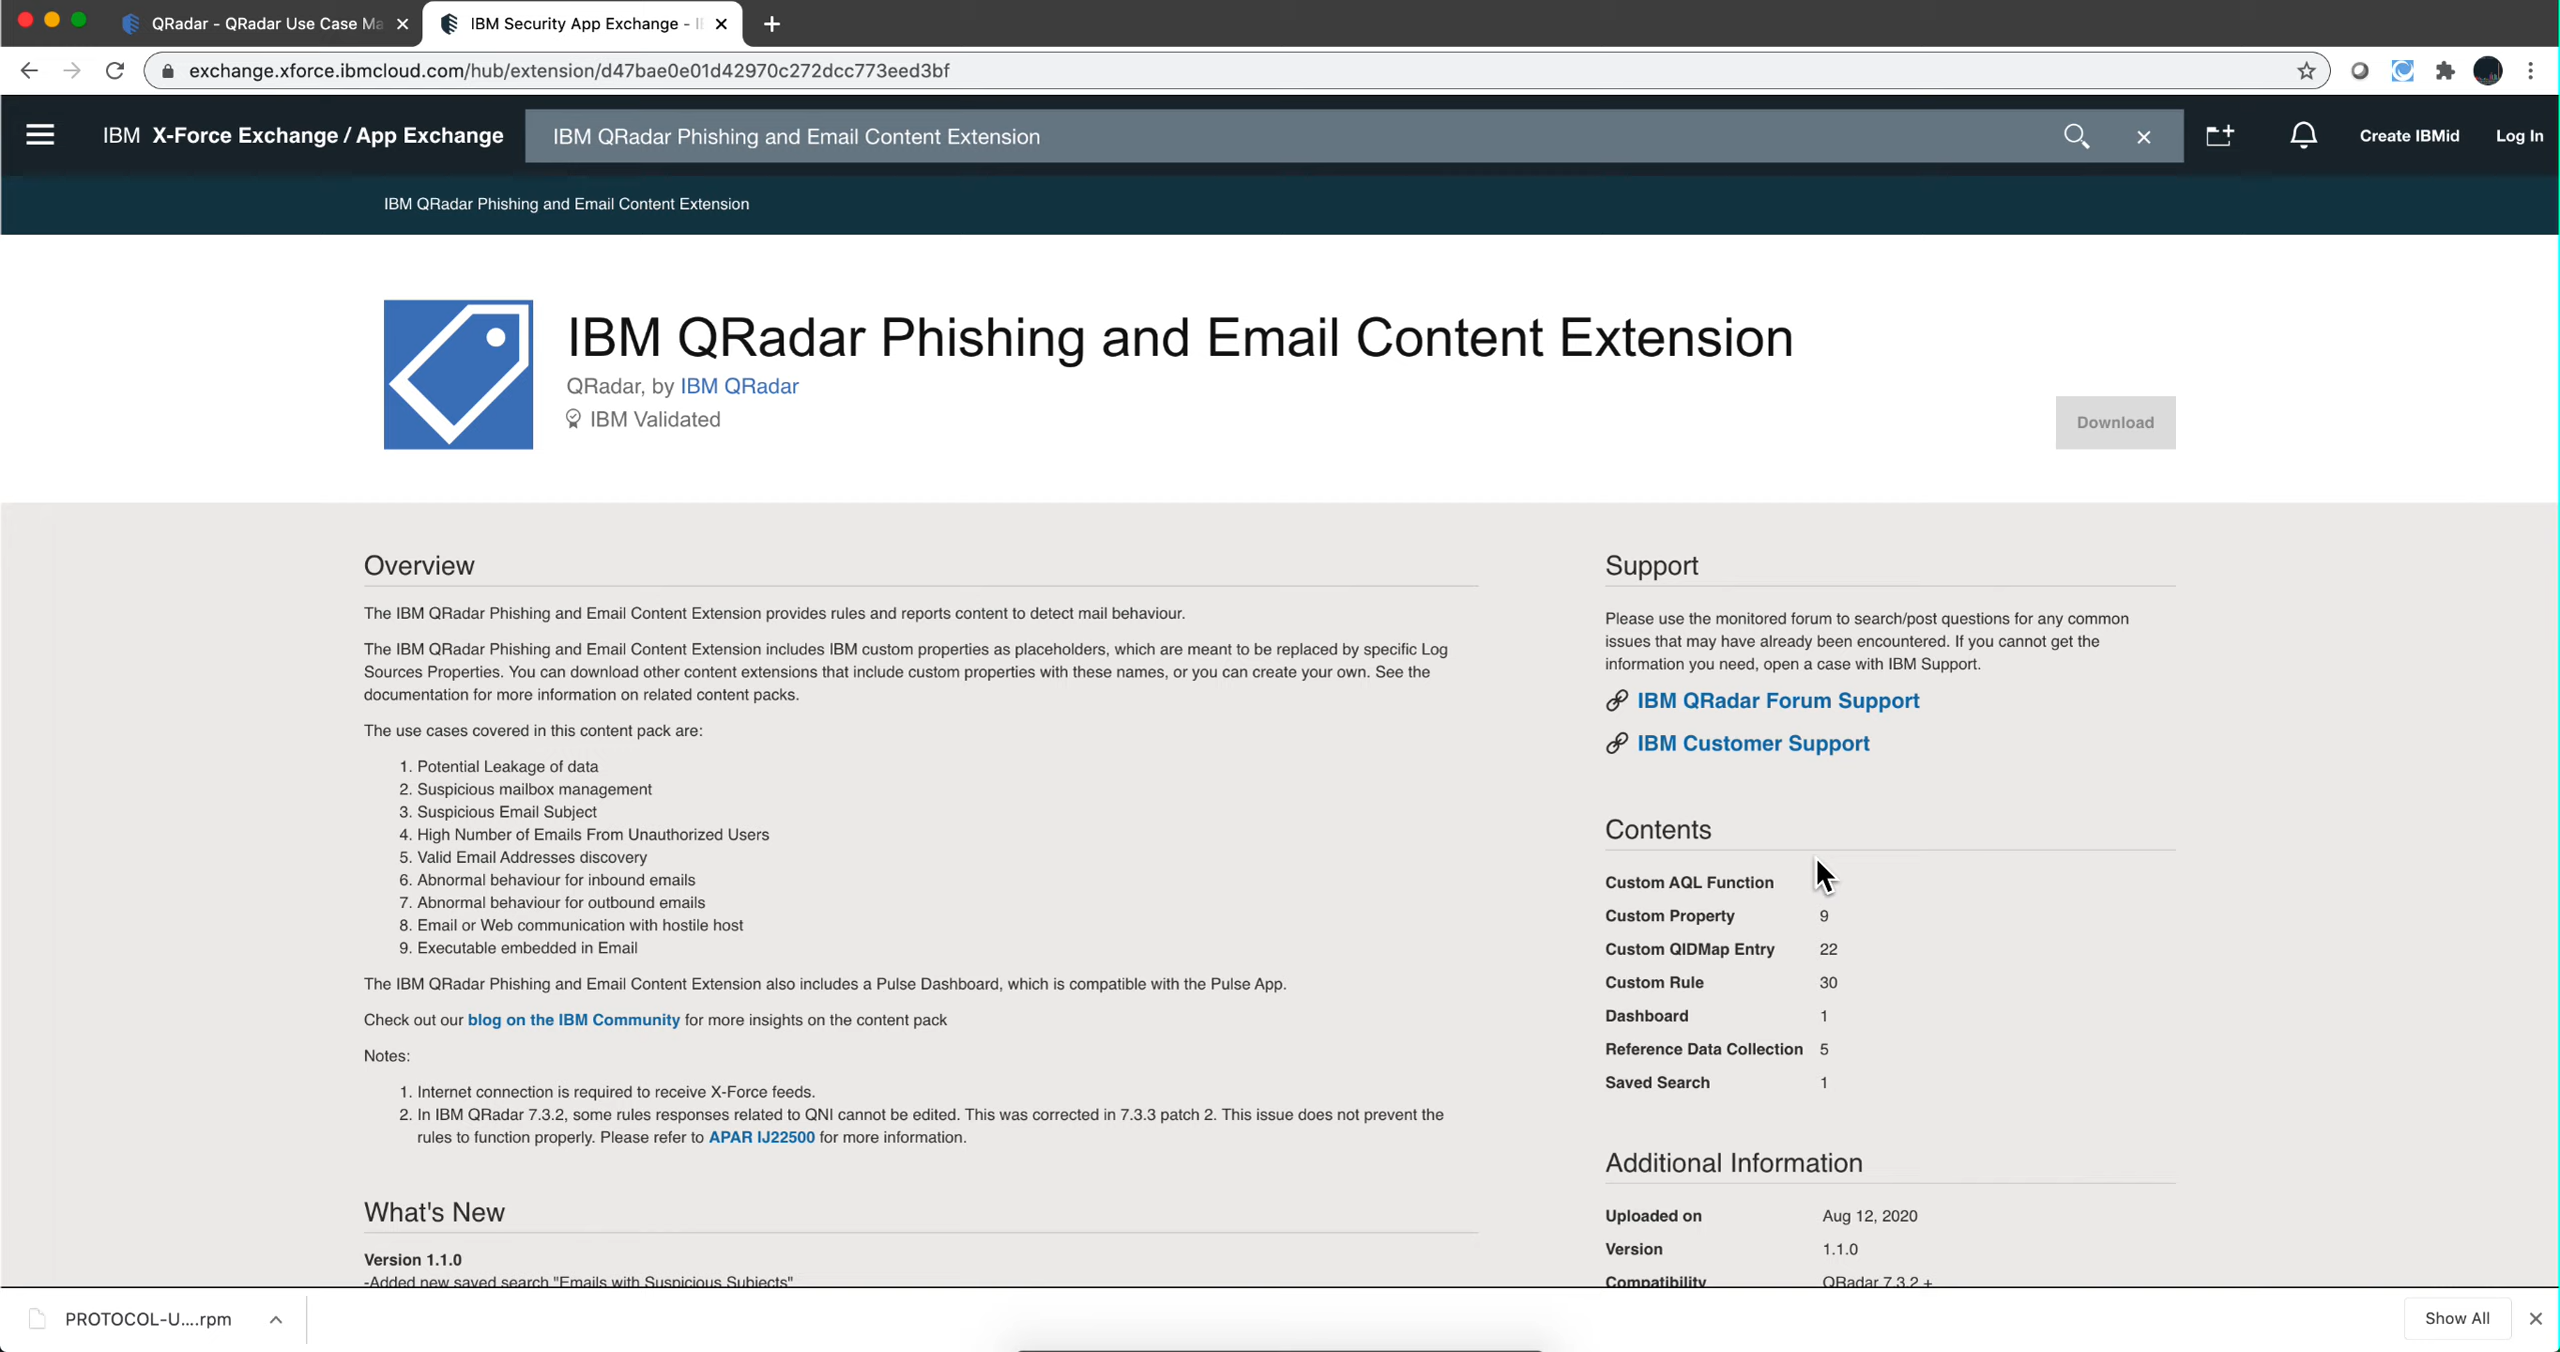 QRadar - QRadar Use Case Ma
IBM Security App Exchange - I
exchange.xforce.ibmcloud.com/hub/extension/d47bae0e01d42970c272dcc773eed3bf
IBM X-Force Exchange / App Exchange
IBM QRadar Phishing and Email Content Extension
Create IBMid
Log In
IBM QRadar Phishing and Email Content Extension
IBM QRadar Phishing and Email Content Extension
QRadar, by IBM QRadar
IBM Validated
Download
Overview
The IBM QRadar Phishing and Email Content Extension provides rules and reports content to detect mail behaviour.
The IBM QRadar Phishing and Email Content Extension includes IBM custom properties as placeholders, which are meant to be replaced by specific Log
Sources Properties. You can download other content extensions that include custom properties with these names, or you can create your own. See the
documentation for more information on related content packs.
The use cases covered in this content pack are:
1. Potential Leakage of data
2. Suspicious mailbox management
3. Suspicious Email Subject
4. High Number of Emails From Unauthorized Users
5. Valid Email Addresses discovery
6. Abnormal behaviour for inbound emails
7. Abnormal behaviour for outbound emails
8. Email or Web communication with hostile host
9. Executable embedded in Email
The IBM QRadar Phishing and Email Content Extension also includes a Pulse Dashboard, which is compatible with the Pulse App.
Check out our blog on the IBM Community for more insights on the content pack
Notes:
1. Internet connection is required to receive X-Force feeds.
2. In IBM QRadar 7.3.2, some rules responses related to QNI cannot be edited. This was corrected in 7.3.3 patch 2. This issue does not prevent the
rules to function properly. Please refer to APAR IJ22500 for more information.
What's New
Version 1.1.0
-Added new saved search "Emails with Suspicious Subjects"
Support
Please use the monitored forum to search/post questions for any common
issues that may have already been encountered. If you cannot get the
information you need, open a case with IBM Support.
IBM QRadar Forum Support
IBM Customer Support
Contents
Custom AQL Function
Custom Property 9
Custom QIDMap Entry 22
Custom Rule 30
Dashboard 1
Reference Data Collection 5
Saved Search 1
Additional Information
Uploaded on Aug 12, 2020
Version 1.1.0
Compatibility QRadar 7.3.2 +
PROTOCOL-U....rpm
Show All